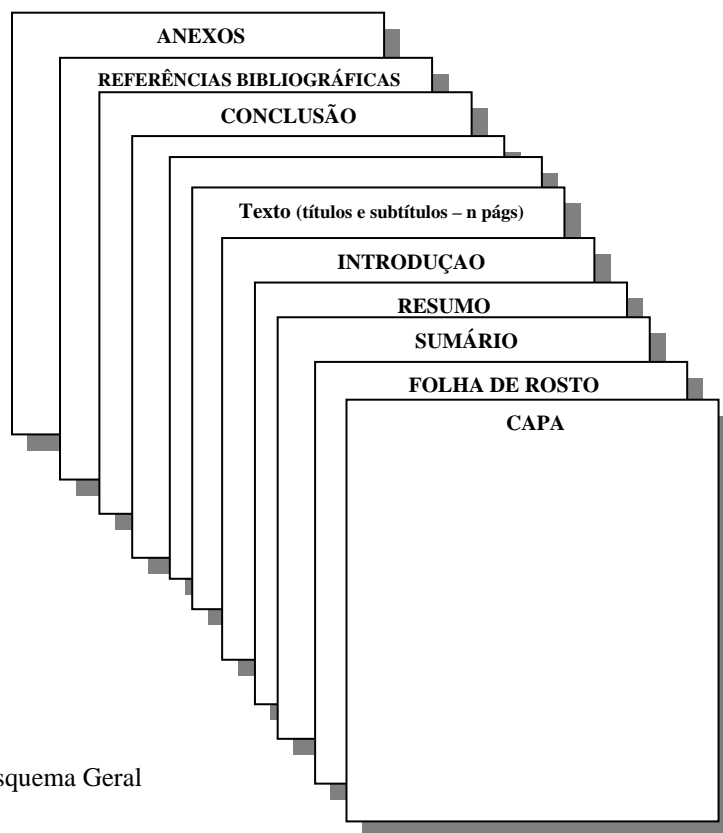 ANEXOS
REFERÊNCIAS BIBLIOGRÁFICAS
CONCLUSÃO
Texto (títulos e subtítulos – n págs)
INTRODUÇAO
RESUMO
SUMÁRIO
FOLHA DE ROSTO
CAPA
squema Geral